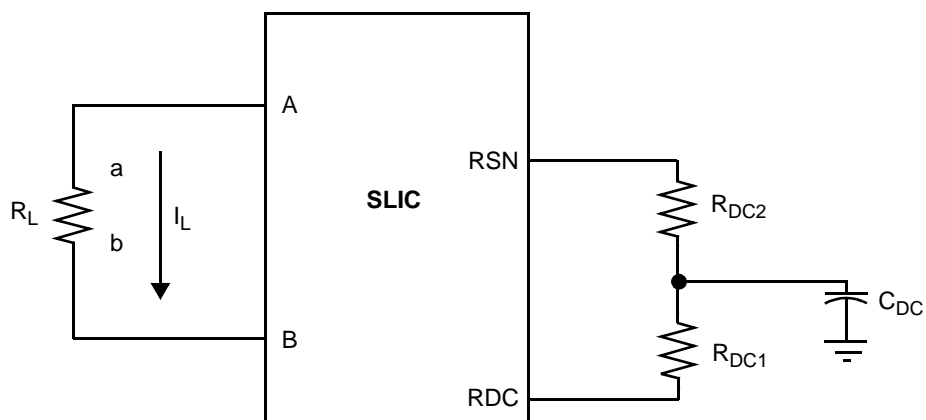 A
RSN
a
SLIC
R_DC2
R_L
I_L
b
C_DC
B
R_DC1
RDC